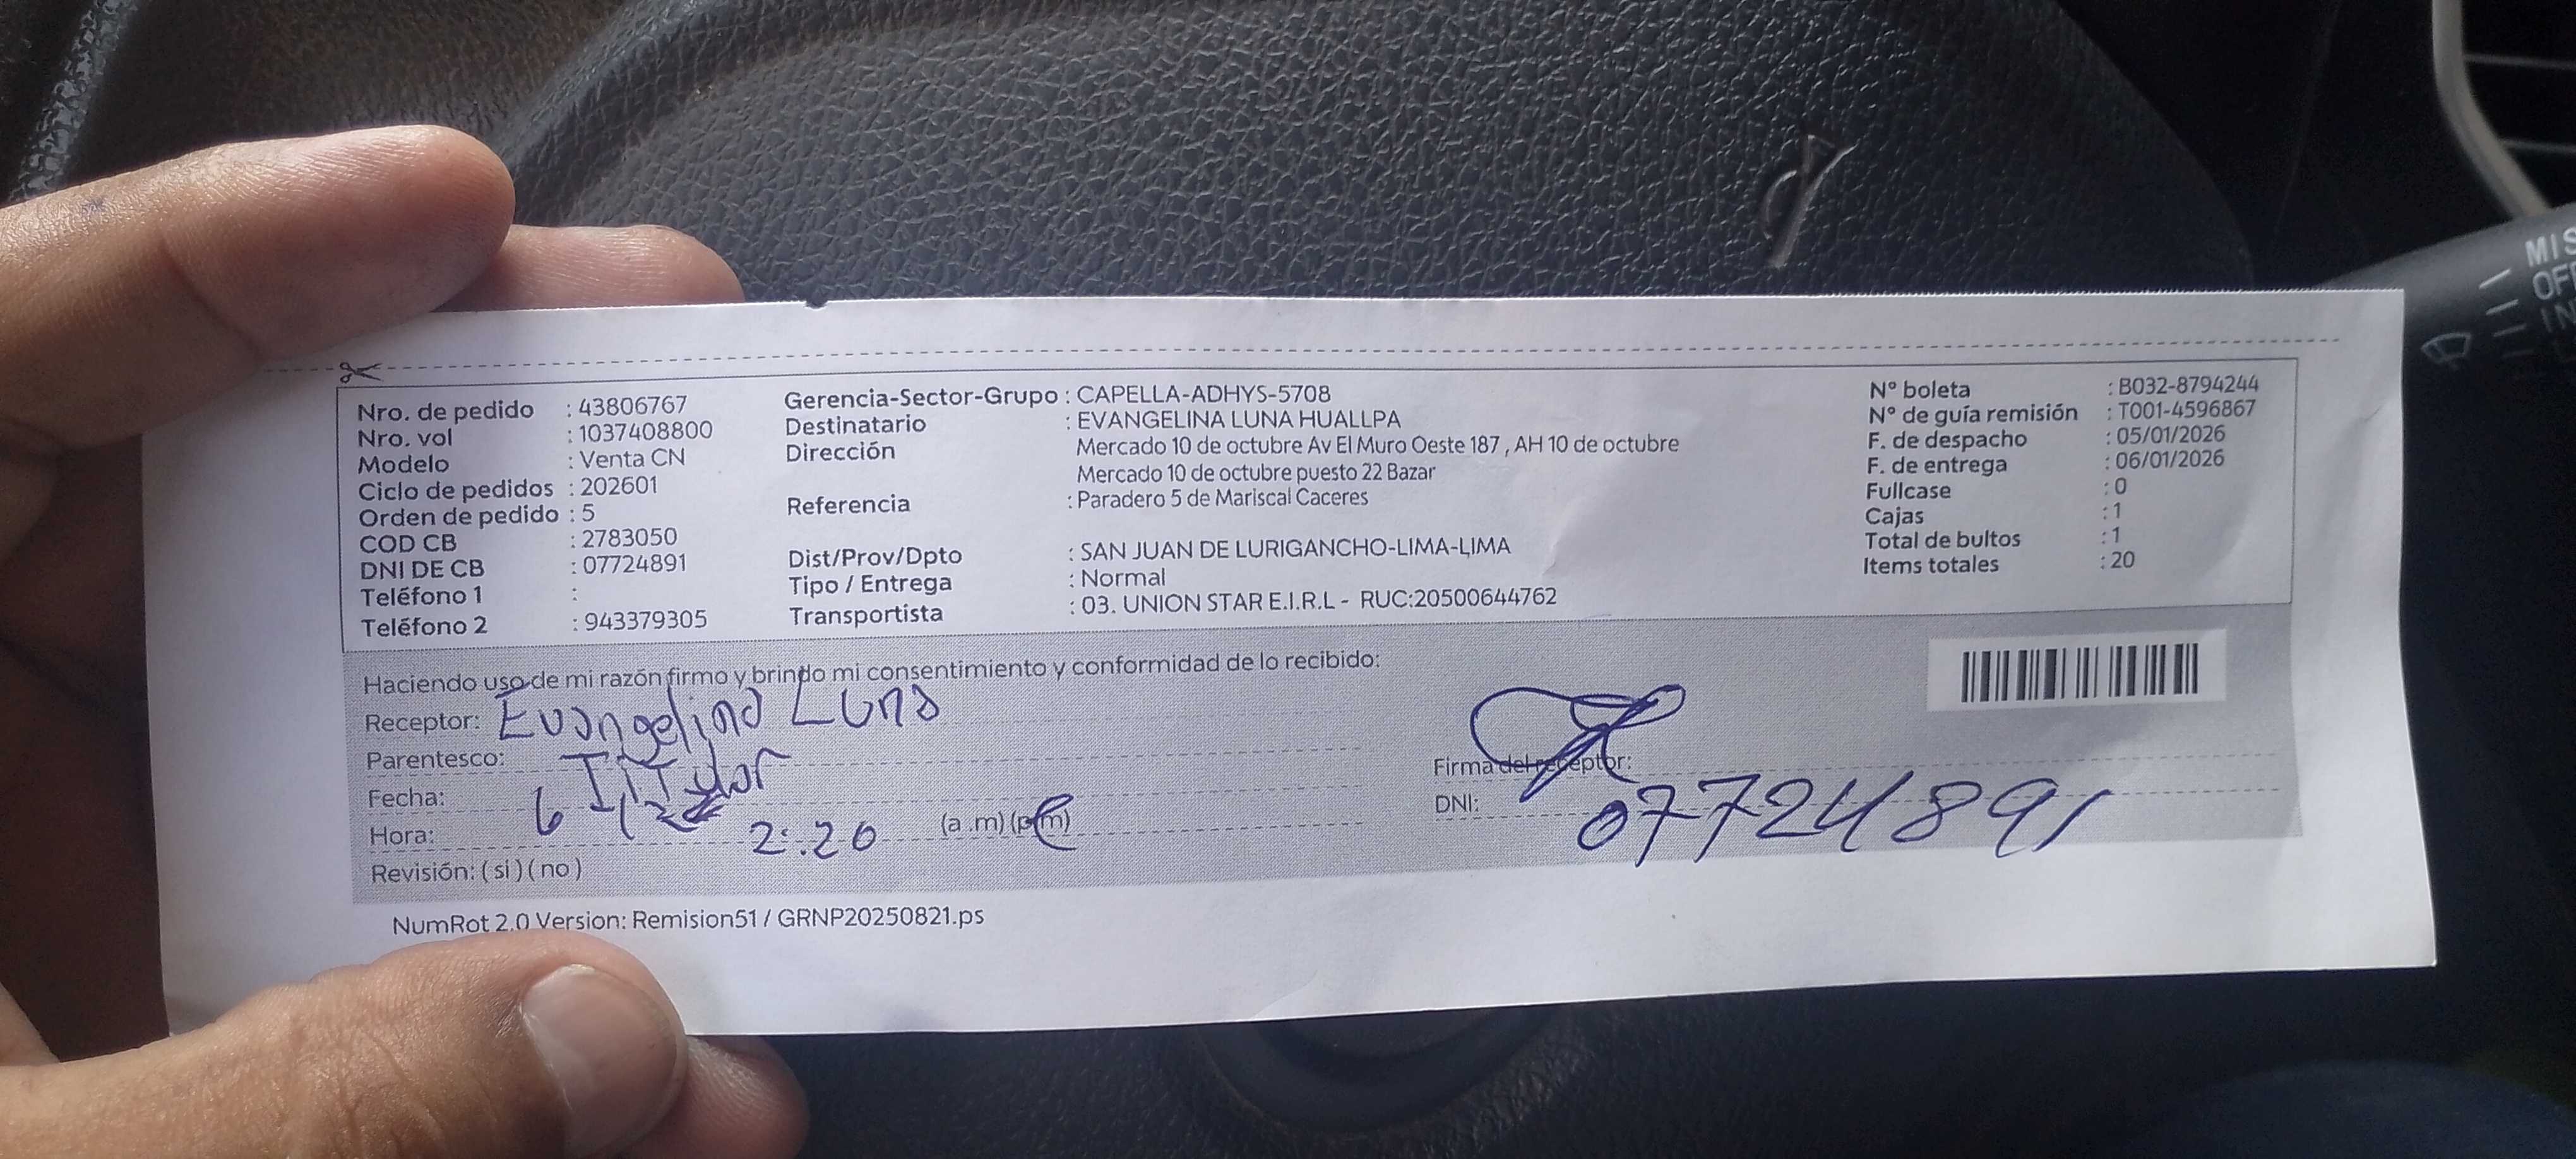 Nro. de pedido : 43806767
Nro. vol : 1037408800
Modelo : Venta CN
Ciclo de pedidos : 202601
Orden de pedido : 5
COD CB : 2783050
DNI DE CB : 07724891
Teléfono 1 :
Teléfono 2 : 943379305
Gerencia-Sector-Grupo : CAPELLA-ADHYS-5708
Destinatario : EVANGELINA LUNA HUALLPA
Dirección Mercado 10 de octubre Av El Muro Oeste 187 , AH 10 de octubre
Mercado 10 de octubre puesto 22 Bazar
Referencia : Paradero 5 de Mariscal Caceres
Dist/Prov/Dpto : SAN JUAN DE LURIGANCHO-LIMA-LIMA
Tipo / Entrega : Normal
Transportista : 03. UNION STAR E.I.R.L - RUC:20500644762
N° boleta : B032-8794244
N° de guía remisión : T001-4596867
F. de despacho : 05/01/2026
F. de entrega : 06/01/2026
Fullcase : 0
Cajas : 1
Total de bultos : 1
Items totales : 20
Haciendo uso de mi razón firmo y brindo mi consentimiento y conformidad de lo recibido:
Receptor: Evangelina Luna
Parentesco: TiTular
Fecha: 6
Hora: 2:20 (a .m) (p.m)
Revisión: ( si ) ( no )
Firma del receptor:
DNI: 07724891
NumRot 2.0 Version: Remision51 / GRNP20250821.ps
MIS
OF
IN